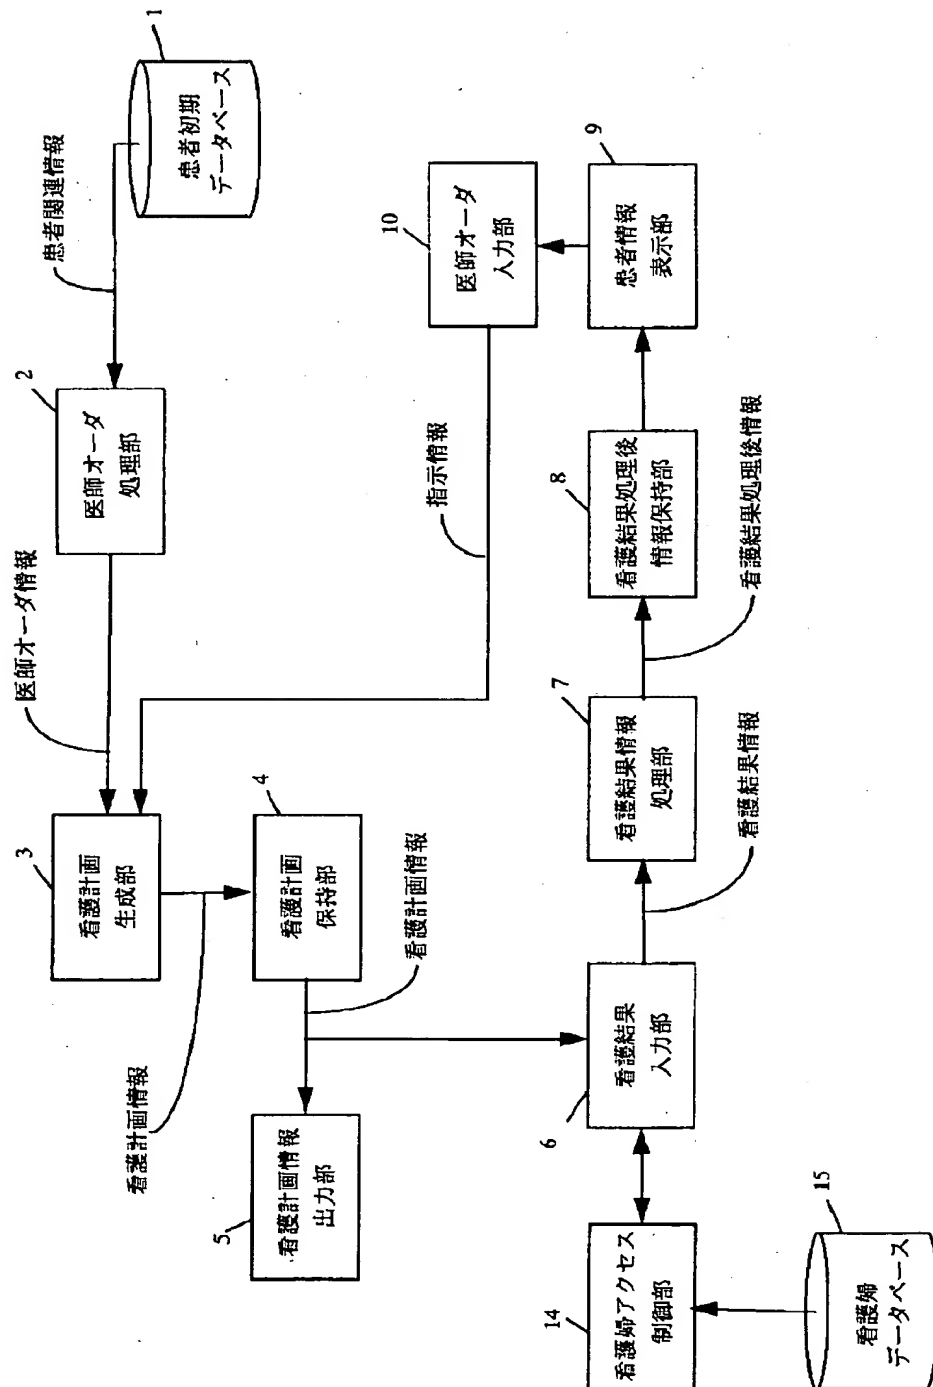 1
患者初期
データベース
患者関連情報
2
医師オーダ
処理部
医師オーダ情報
3
看護計画
生成部
看護計画情報
4
看護計画
保持部
看護計画情報
5
看護計画情報
出力部
6
看護結果
入力部
看護結果情報
7
看護結果情報
処理部
看護結果処理後情報
8
看護結果処理後
情報保持部
9
患者情報
表示部
10
医師オーダ
入力部
指示情報
14
看護婦アクセス
制御部
15
看護婦
データベース